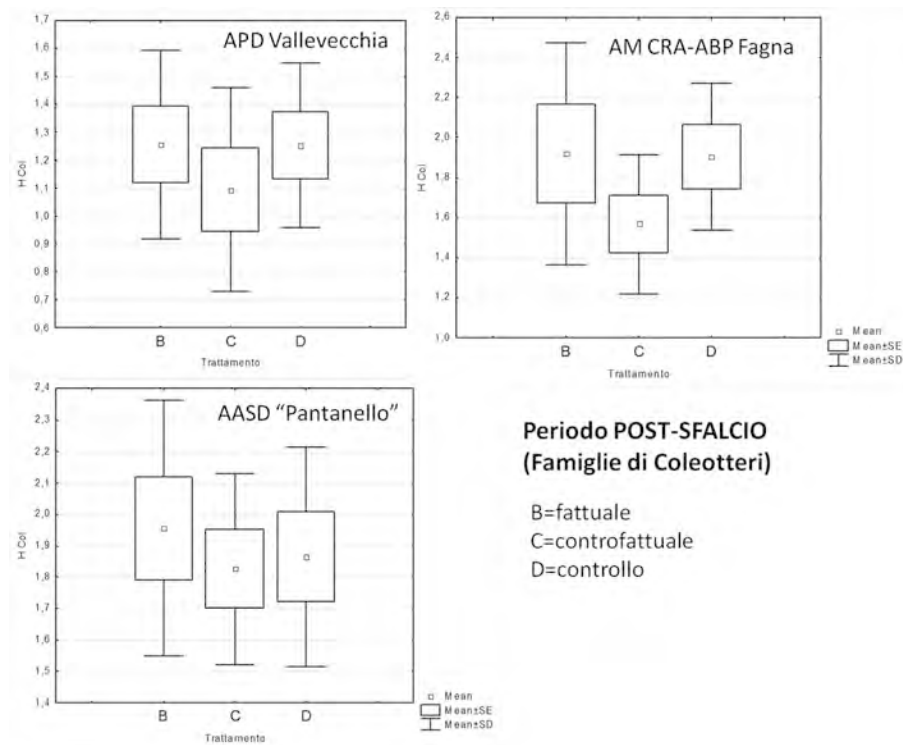 APD Vallevecchia
1,7
1,6
1,5
1,4
1,3
1,2
1,1
1,0
0,9
0,8
0,7
0,6
H Col
B C D
Trattamento
AM CRA-ABP Fagna
2,6
2,4
2,2
2,0
1,8
1,6
1,4
1,2
1,0
H Col
B C D
Trattamento
Mean
Mean±SE
Mean±SD
AASD “Pantanello”
2,4
2,3
2,2
2,1
2,0
1,9
1,8
1,7
1,6
1,5
1,4
H Col
B C D
Trattamento
Mean
Mean±SE
Mean±SD
Periodo POST-SFALCIO
(Famiglie di Coleotteri)
B=fattuale
C=controfattuale
D=controllo